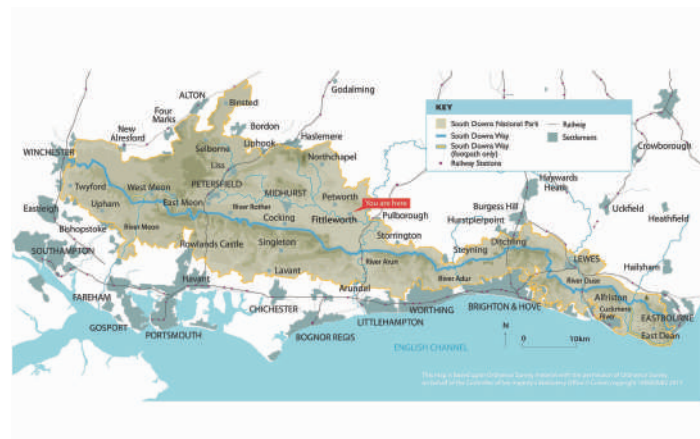 Godalming
ALTON
Binsted
Four
Marks
KEY
South Downs National Park
South Downs Way
South Downs Way
(footpath only)
Railway Stations
Railway
Settlement
New
Alresford
Bordon
Haslemere
Liphook
Selborne
Crowborough
WINCHESTER
Liss
Northchapel
Twyford
West Meon
PETERSFIELD
MIDHURST
Petworth
You are here
Haywards
Heath
Eastleigh
Upham
East Meon
River Rother
Cocking
Fittleworth
Pulborough
Burgess Hill
Hurstpierpoint
Uckfield
Heathfield
Bishopstoke
River Meon
Storrington
Ditchling
SOUTHAMPTON
Rowlands Castle
Singleton
Steyning
LEWES
Havant
Lavant
River Arun
River Adur
River Ouse
Hailsham
FAREHAM
CHICHESTER
Arundel
WORTHING
BRIGHTON & HOVE
Alfriston
Cuckmere
River
EASTBOURNE
GOSPORT
PORTSMOUTH
BOGNOR REGIS
LITTLEHAMPTON
East Dean
ENGLISH CHANNEL
N
0 10km